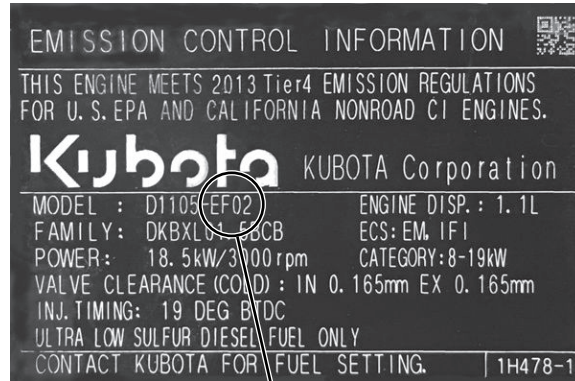 EMISSION CONTROL INFORMATION
THIS ENGINE MEETS 2013 Tier4 EMISSION REGULATIONS
FOR U.S.EPA AND CALIFORNIA NONROAD CI ENGINES.
Kubota KUBOTA Corporation
MODEL : D1105-EF02 ENGINE DISP.: 1.1L
FAMILY: ECS: EM, IFI
POWER: 18.5kW/3000rpm CATEGORY:8-19kW
VALVE CLEARANCE(COLD): IN 0.165mm EX 0.165mm
INJ.TIMING: 19 DEG BTDC
ULTRA LOW SULFUR DIESEL FUEL ONLY
CONTACT KUBOTA FOR FUEL SETTING. 1H478-1